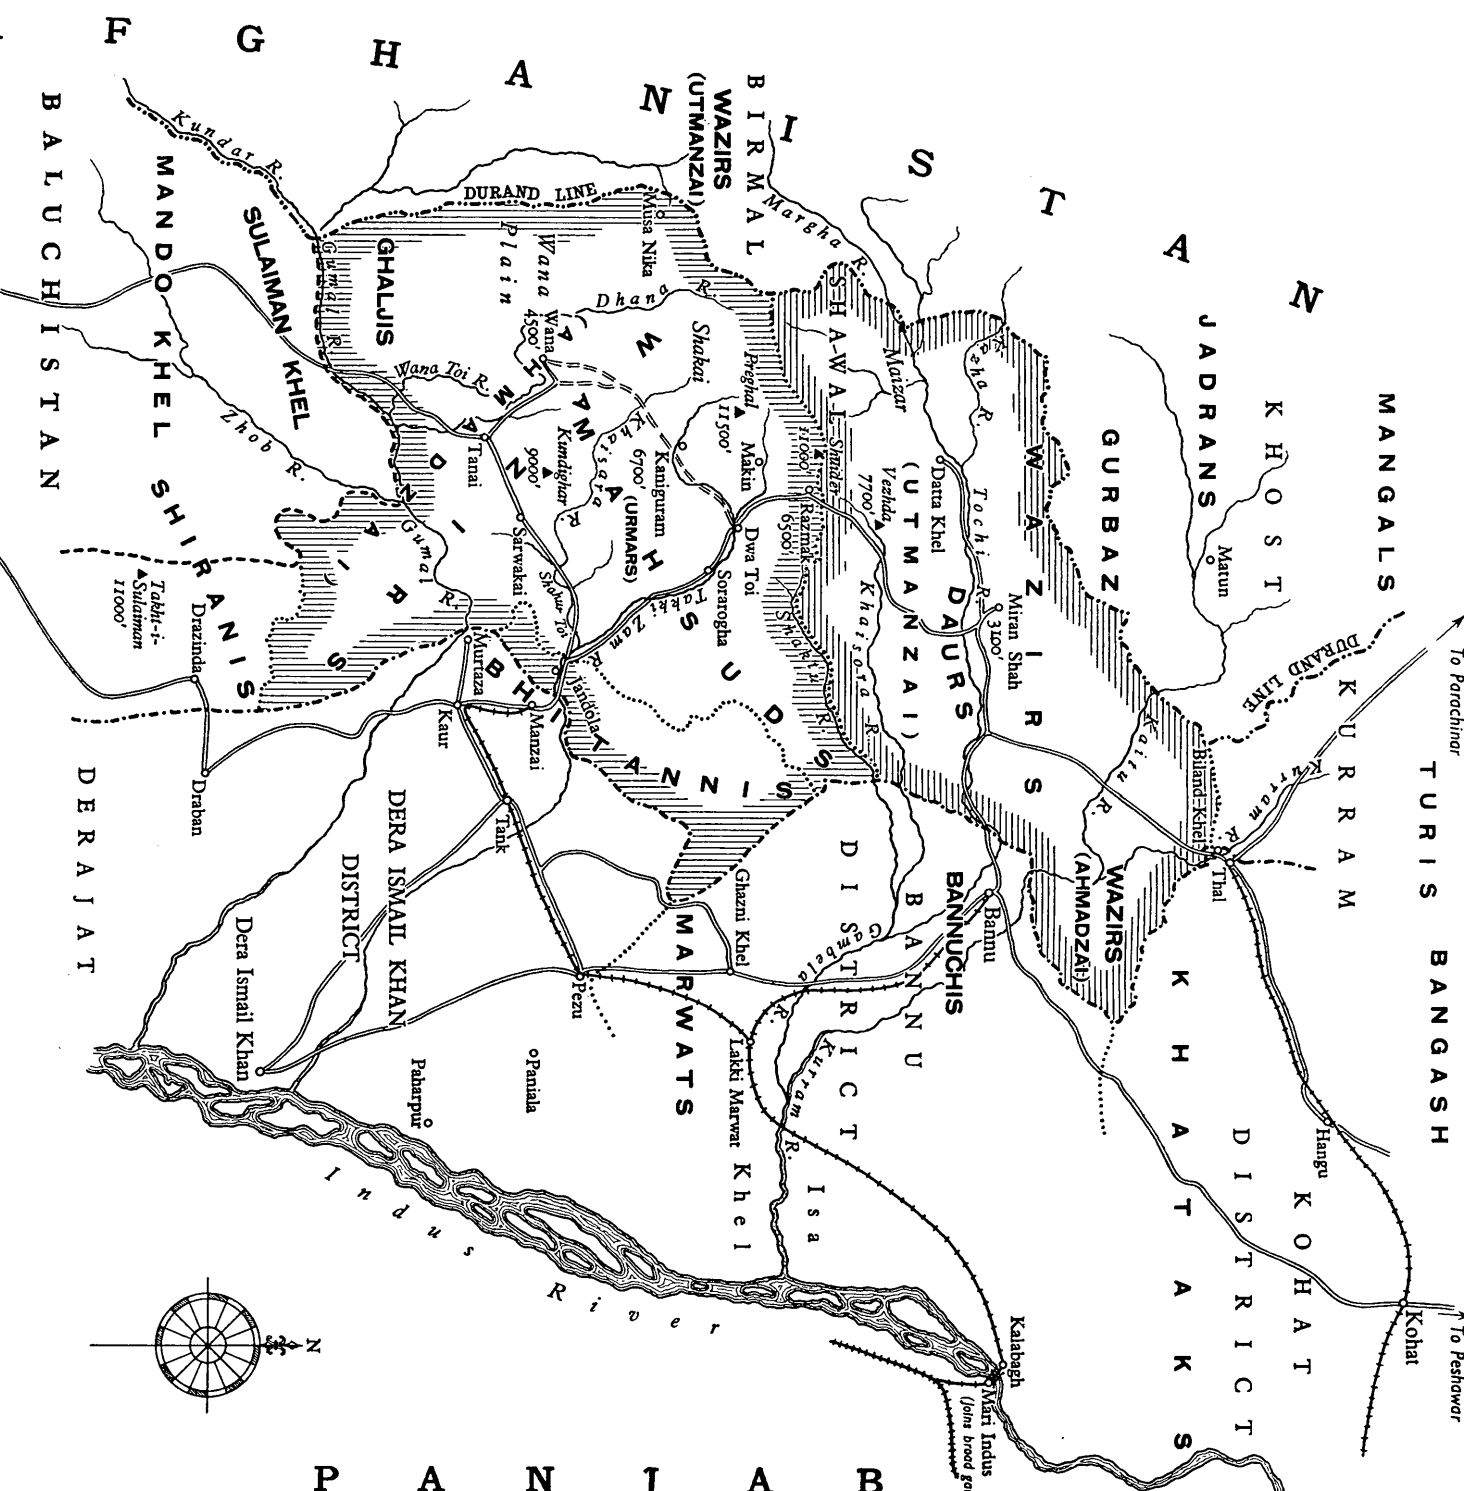 F G H A N I S T A N
BALUCHISTAN
MANDO KHEL
SHIRANIS
SULAIMAN KHEL
GHALJIS
Kundar R.
Gumal R.
Zhob R.
Gumal R.
DURAND LINE
WAZIRS
(UTMANZAI)
BIRMAL
Musa Nika
Margha R.
Wana
Plain
Dhana R.
Wana
4500'
Wana Toi R.
Shakai
Preghal
11500'
SHAWAL
Maizar
Shuider
11000'
AHMADZAI
W
MAHSUDS
Kundighar
9000'
Khaisara R.
Kaniguram
6700'
(URMARS)
Makin
Razmak
6500'
Vezhda
7700'
Datta Khel
(UTMANZAI)
Tochi R.
Kazha R.
WAZIRS
GURBAZ
JADRANS
KHOST
MANGALS
Matun
Tanai
Sarwakai
Shahur Toi
Dwa Toi
Sorarogha
Takki Zam R.
Shaktu R.
Khaisora R.
DAURS
Miran Shah
3100'
DURAND LINE
KURRAM
To Parachinar
TURIS
BANGASH
Kaitu R.
Biland Khel
Kurram R.
Thal
Takht-i-
Sulaiman
11000'
Drazinda
Draban
Murtaza
Kaur
Jandola
Manzai
BHITTANNIS
Tank
DERAJAT
DERA ISMAIL KHAN
DISTRICT
Dera Ismail Khan
Pezu
Ghazni Khel
MARWATS
Paniala
Paharpur
Lakki Marwat
BANNU
DISTRICT
BANNUCHIS
Bannu
Gambela R.
Kurram R.
WAZIRS
(AHMADZAI)
KHATAKS
KOHAT
DISTRICT
Hangu
Kohat
To Peshawar
Isa
Khel
Indus River
Kalabagh
Mari Indus
N
PANJAB